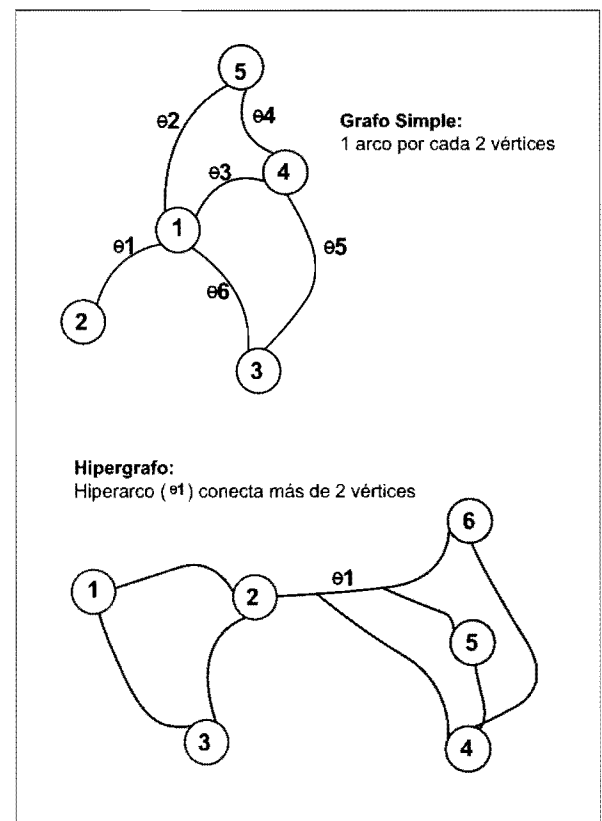 5
θ2
θ4
Grafo Simple:
1 arco por cada 2 vértices
θ3
4
1
θ1
θ5
θ6
2
3
Hipergrafo:
Hiperarco (θ1) conecta más de 2 vértices
6
θ1
1
2
5
3
4